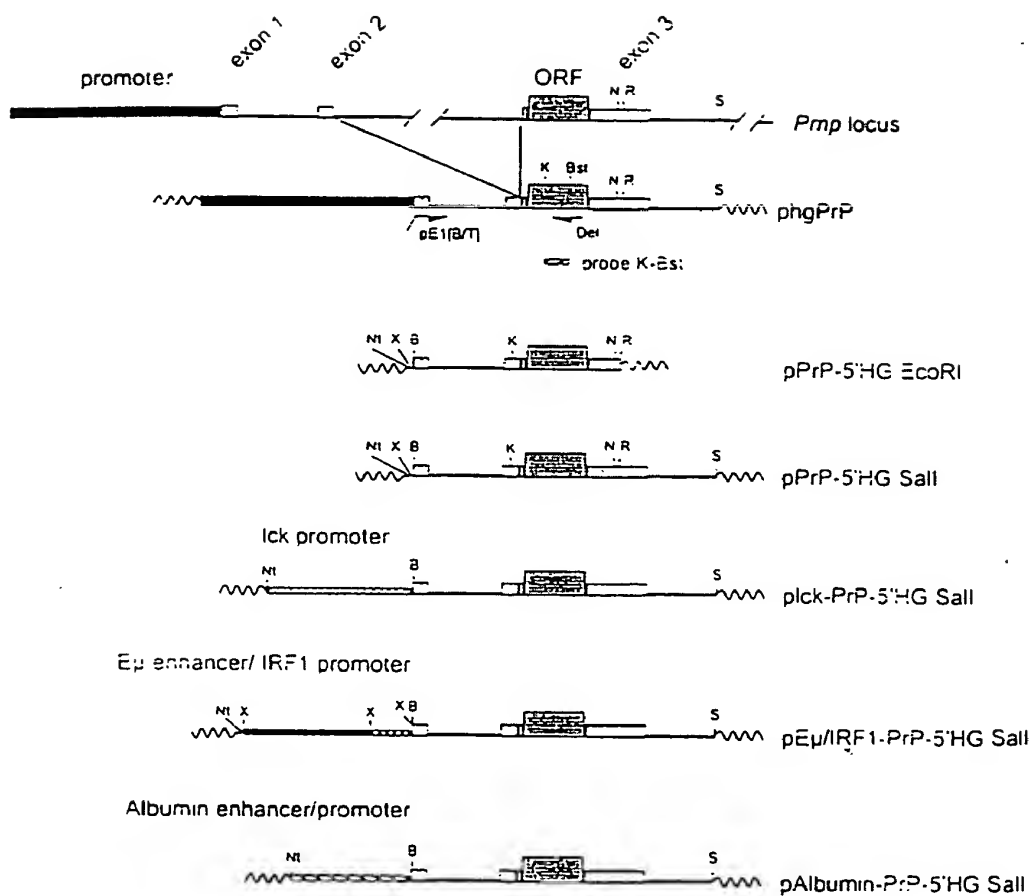 exon 1
exon 2
exon 3
promoter
ORF
N R
S
Prnp locus
K Bst
N R
S
phgPrP
pE1[B/T]
Del
probe K-Bst
Nt X B
K
N R
pPrP-5'HG EcoRI
Nt X B
K
N R
S
pPrP-5'HG SalI
lck promoter
Nt
B
S
plck-PrP-5'HG SalI
Eµ enhancer/ IRF1 promoter
Nt X
X
X B
S
pEµ/IRF1-PrP-5'HG SalI
Albumin enhancer/promoter
Nt
B
S
pAlbumin-PrP-5'HG SalI